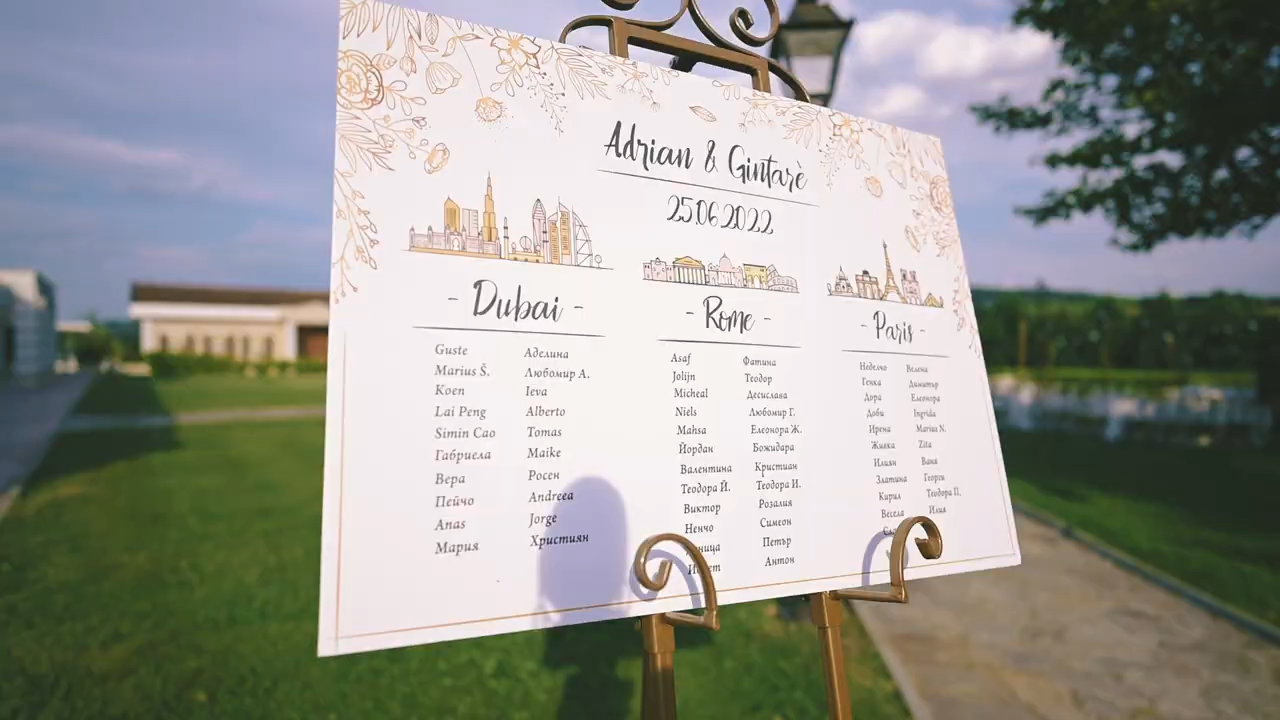 Adrian & Gintarè
25.06.2022
- Dubai -
Guste
Marius Š.
Koen
Lai Peng
Simin Cao
Габриела
Вера
Пейчо
Anas
Мария
Аделина
Любомир А.
Ieva
Alberto
Tomas
Maike
Росен
Andreea
Jorge
Християн
- Rome -
Asaf
Jolijn
Micheal
Niels
Mahsa
Йордан
Валентина
Теодора Й.
Виктор
Ненчо
Фатина
Теодор
Десислава
Любомир Г.
Елеонора Ж.
Божидара
Кристиан
Теодора И.
Розалия
Симеон
Петър
Антон
- Paris -
Неделчо
Генка
Дора
Доби
Ирена
Живка
Илиян
Златина
Кирил
Весела
Велена
Димитър
Елеонора
Ingrida
Marius N.
Zita
Ваня
Георги
Теодора П.
Илия